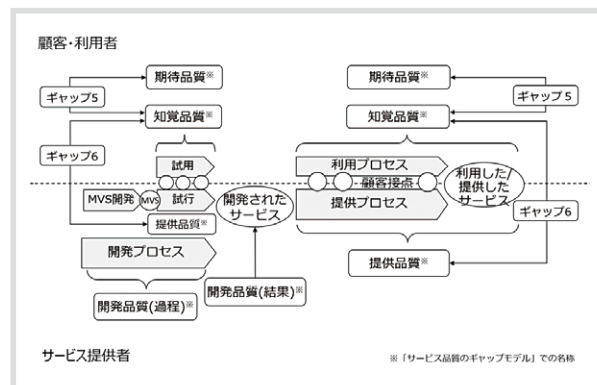 顧客・利用者
期待品質※
期待品質※
ギャップ5
ギャップ5
知覚品質※
知覚品質※
ギャップ6
試用
利用プロセス
顧客接点
利用した/
提供した
サービス
MVS開発
MVS
試行
開発された
サービス
提供プロセス
ギャップ6
提供品質※
開発プロセス
提供品質※
開発品質(過程)※
開発品質(結果)※
サービス提供者
※「サービス品質のギャップモデル」での名称